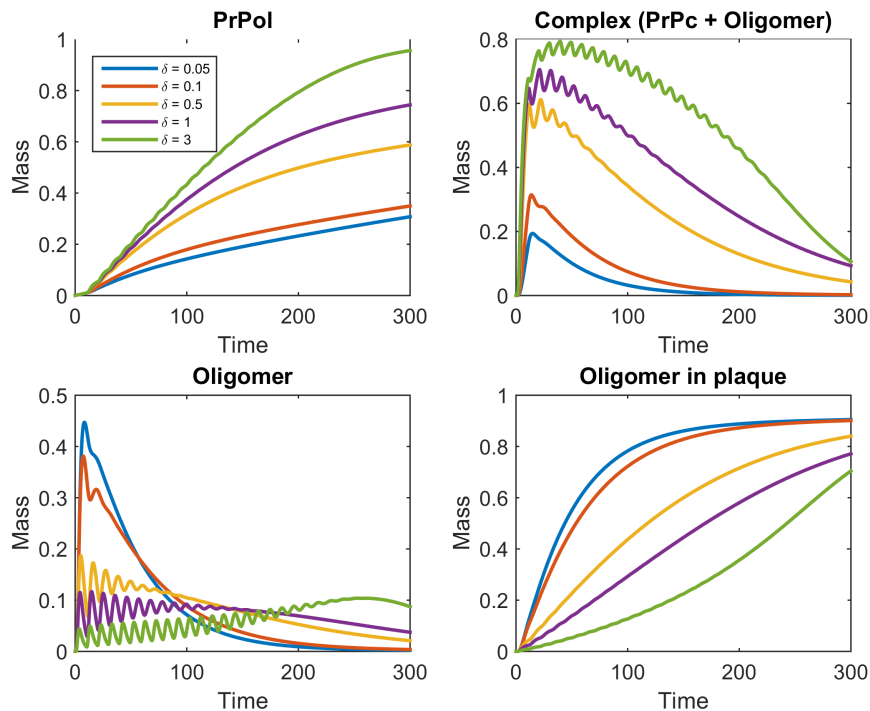 PrPol
Mass
1
0.8
0.6
0.4
0.2
0
δ = 0.05
δ = 0.1
δ = 0.5
δ = 1
δ = 3
0 100 200 300
Time
Complex (PrPc + Oligomer)
Mass
0.8
0.6
0.4
0.2
0
0 100 200 300
Time
Oligomer
Mass
0.5
0.4
0.3
0.2
0.1
0
0 100 200 300
Time
Oligomer in plaque
Mass
1
0.8
0.6
0.4
0.2
0
0 100 200 300
Time